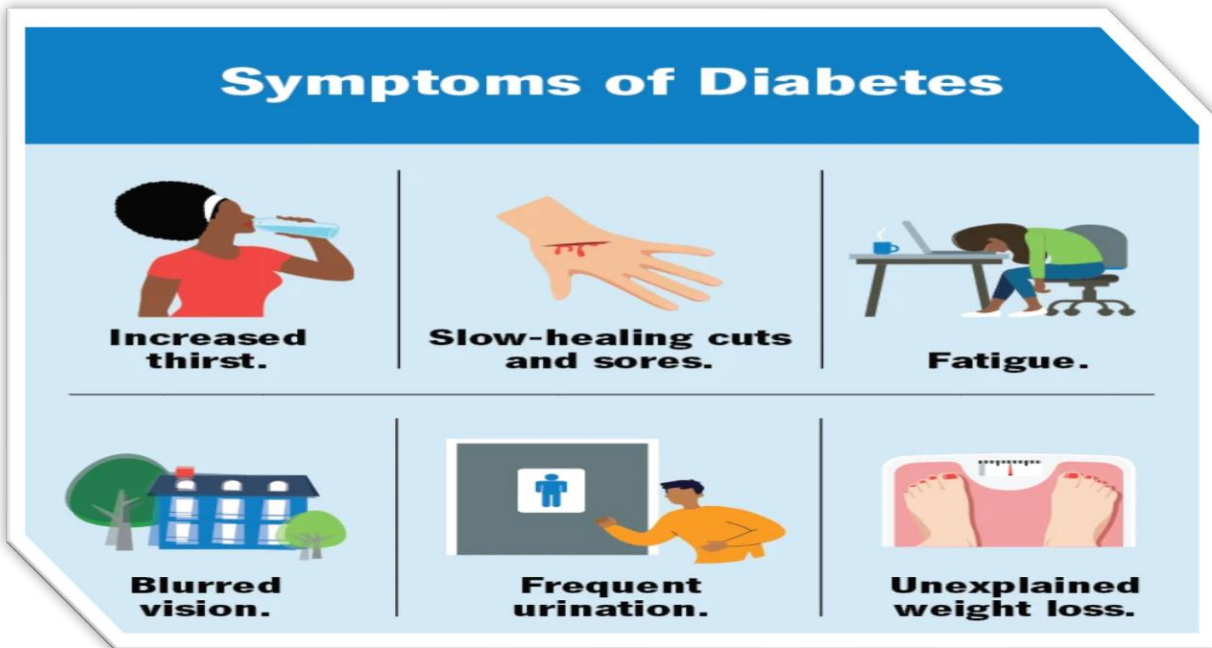 Symptoms of Diabetes
Increased
thirst.
Slow-healing cuts
and sores.
Fatigue.
Blurred
vision.
Frequent
urination.
Unexplained
weight loss.